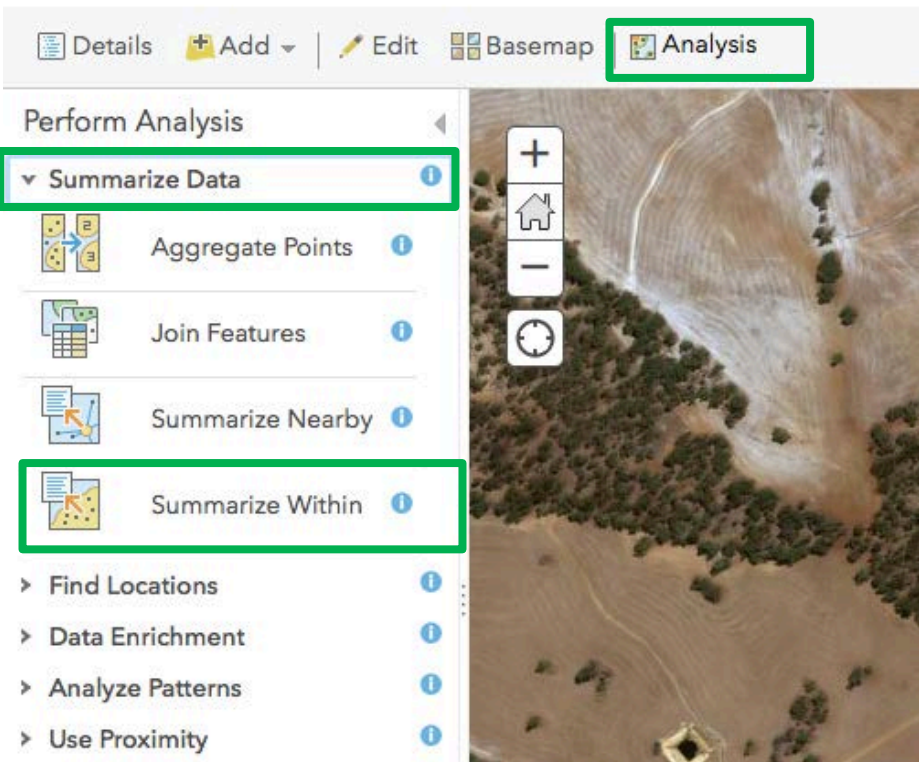 Details Add Edit Basemap Analysis
Perform Analysis
Summarize Data
Aggregate Points
Join Features
Summarize Nearby
Summarize Within
Find Locations
Data Enrichment
Analyze Patterns
Use Proximity